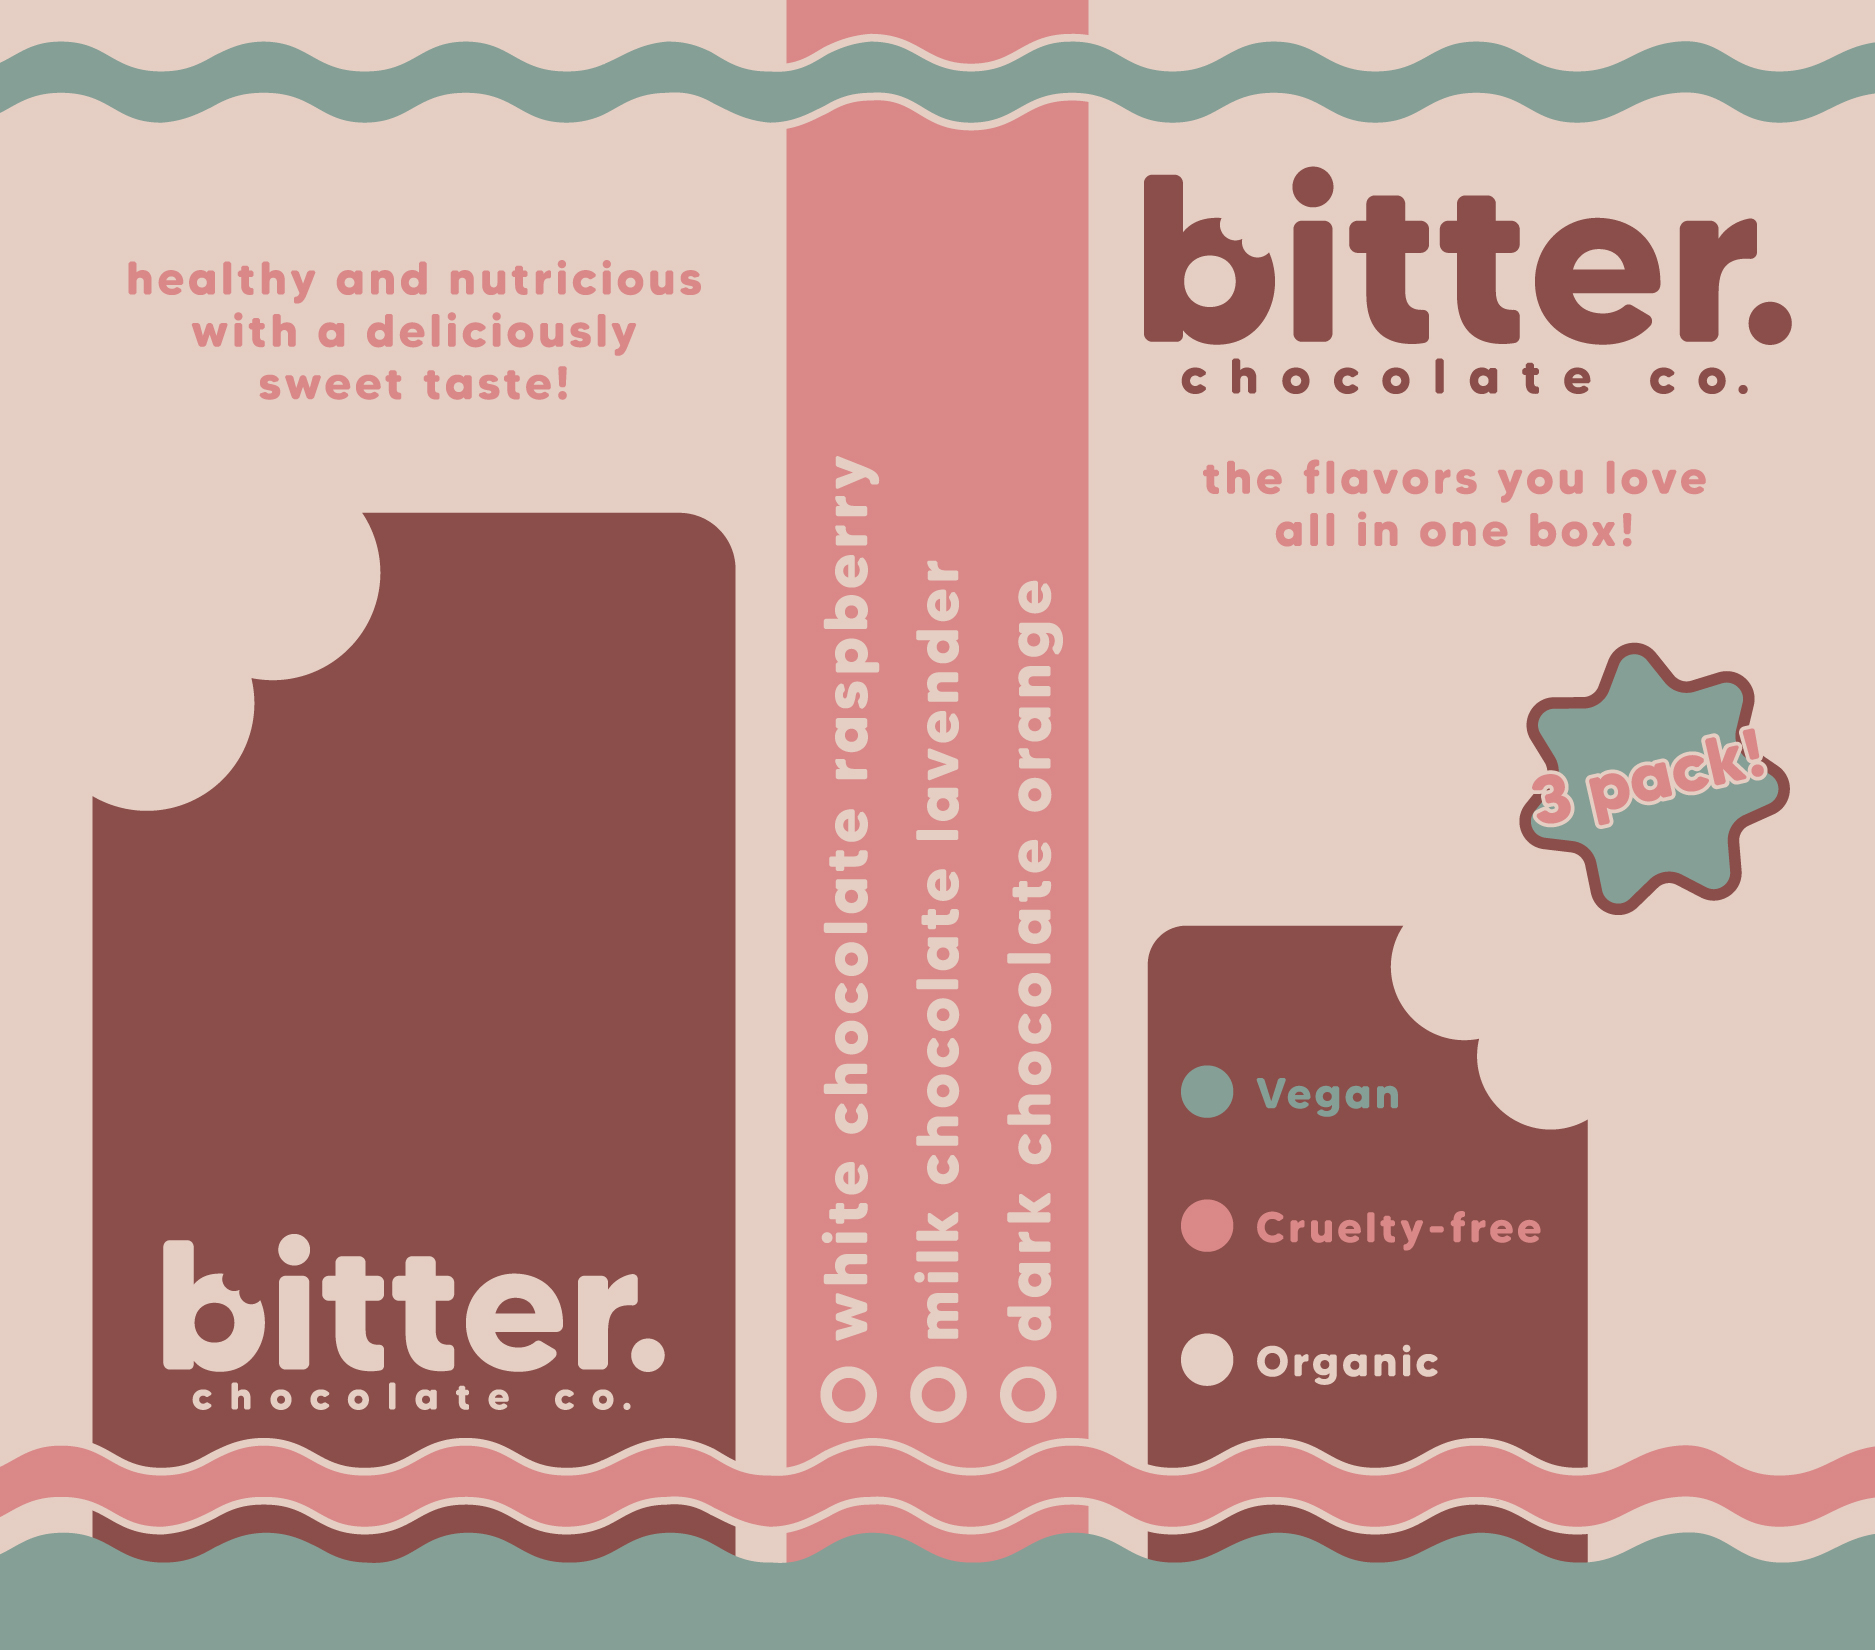 healthy and nutricious
with a deliciously
sweet taste!
bitter.
chocolate co.
white chocolate raspberry
milk chocolate lavender
dark chocolate orange
bitter.
chocolate co.
the flavors you love
all in one box!
3 pack!
Vegan
Cruelty-free
Organic